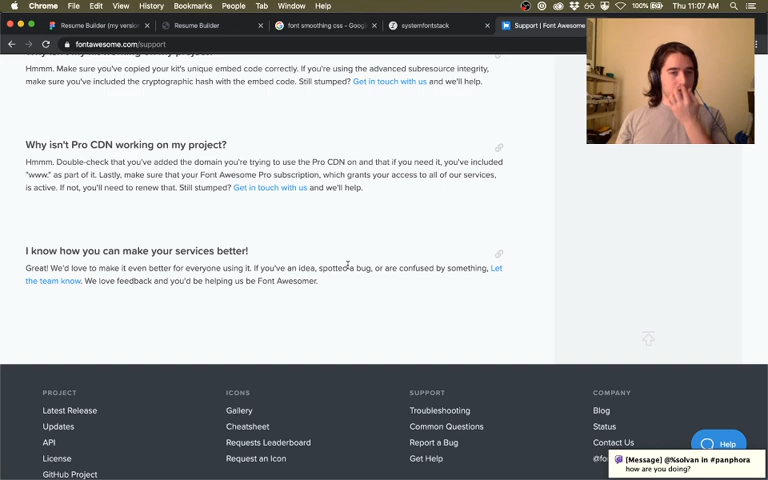 Chrome File Edit View History Bookmarks People Tab Window Help 100% Thu 11:07 AM
Resume Builder (my version Resume Builder font smoothing css - Goog systemfontstack Support | Font Awesome
fontawesome.com/support
Hmmm. Make sure you've copied your kit's unique embed code correctly. If you're using the advanced subresource integrity,
make sure you've included the cryptographic hash with the embed code. Still stumped? Get in touch with us and we'll help.
Why isn't Pro CDN working on my project?
Hmmm. Double-check that you've added the domain you're trying to use the Pro CDN on and that if you need it, you've included
"www." as part of it. Lastly, make sure that your Font Awesome Pro subscription, which grants your access to all of our services,
is active. If not, you'll need to renew that. Still stumped? Get in touch with us and we'll help.
I know how you can make your services better!
Great! We'd love to make it even better for everyone using it. If you've an idea, spotted a bug, or are confused by something, Let
the team know. We love feedback and you'd be helping us be Font Awesomer.
PROJECT ICONS SUPPORT COMPANY
Latest Release Gallery Troubleshooting Blog
Updates Cheatsheet Common Questions Status
API Requests Leaderboard Report a Bug Contact Us
License Request an Icon Get Help
GitHub Project
Help
[Message] @%solvan in #panphora
how are you doing?